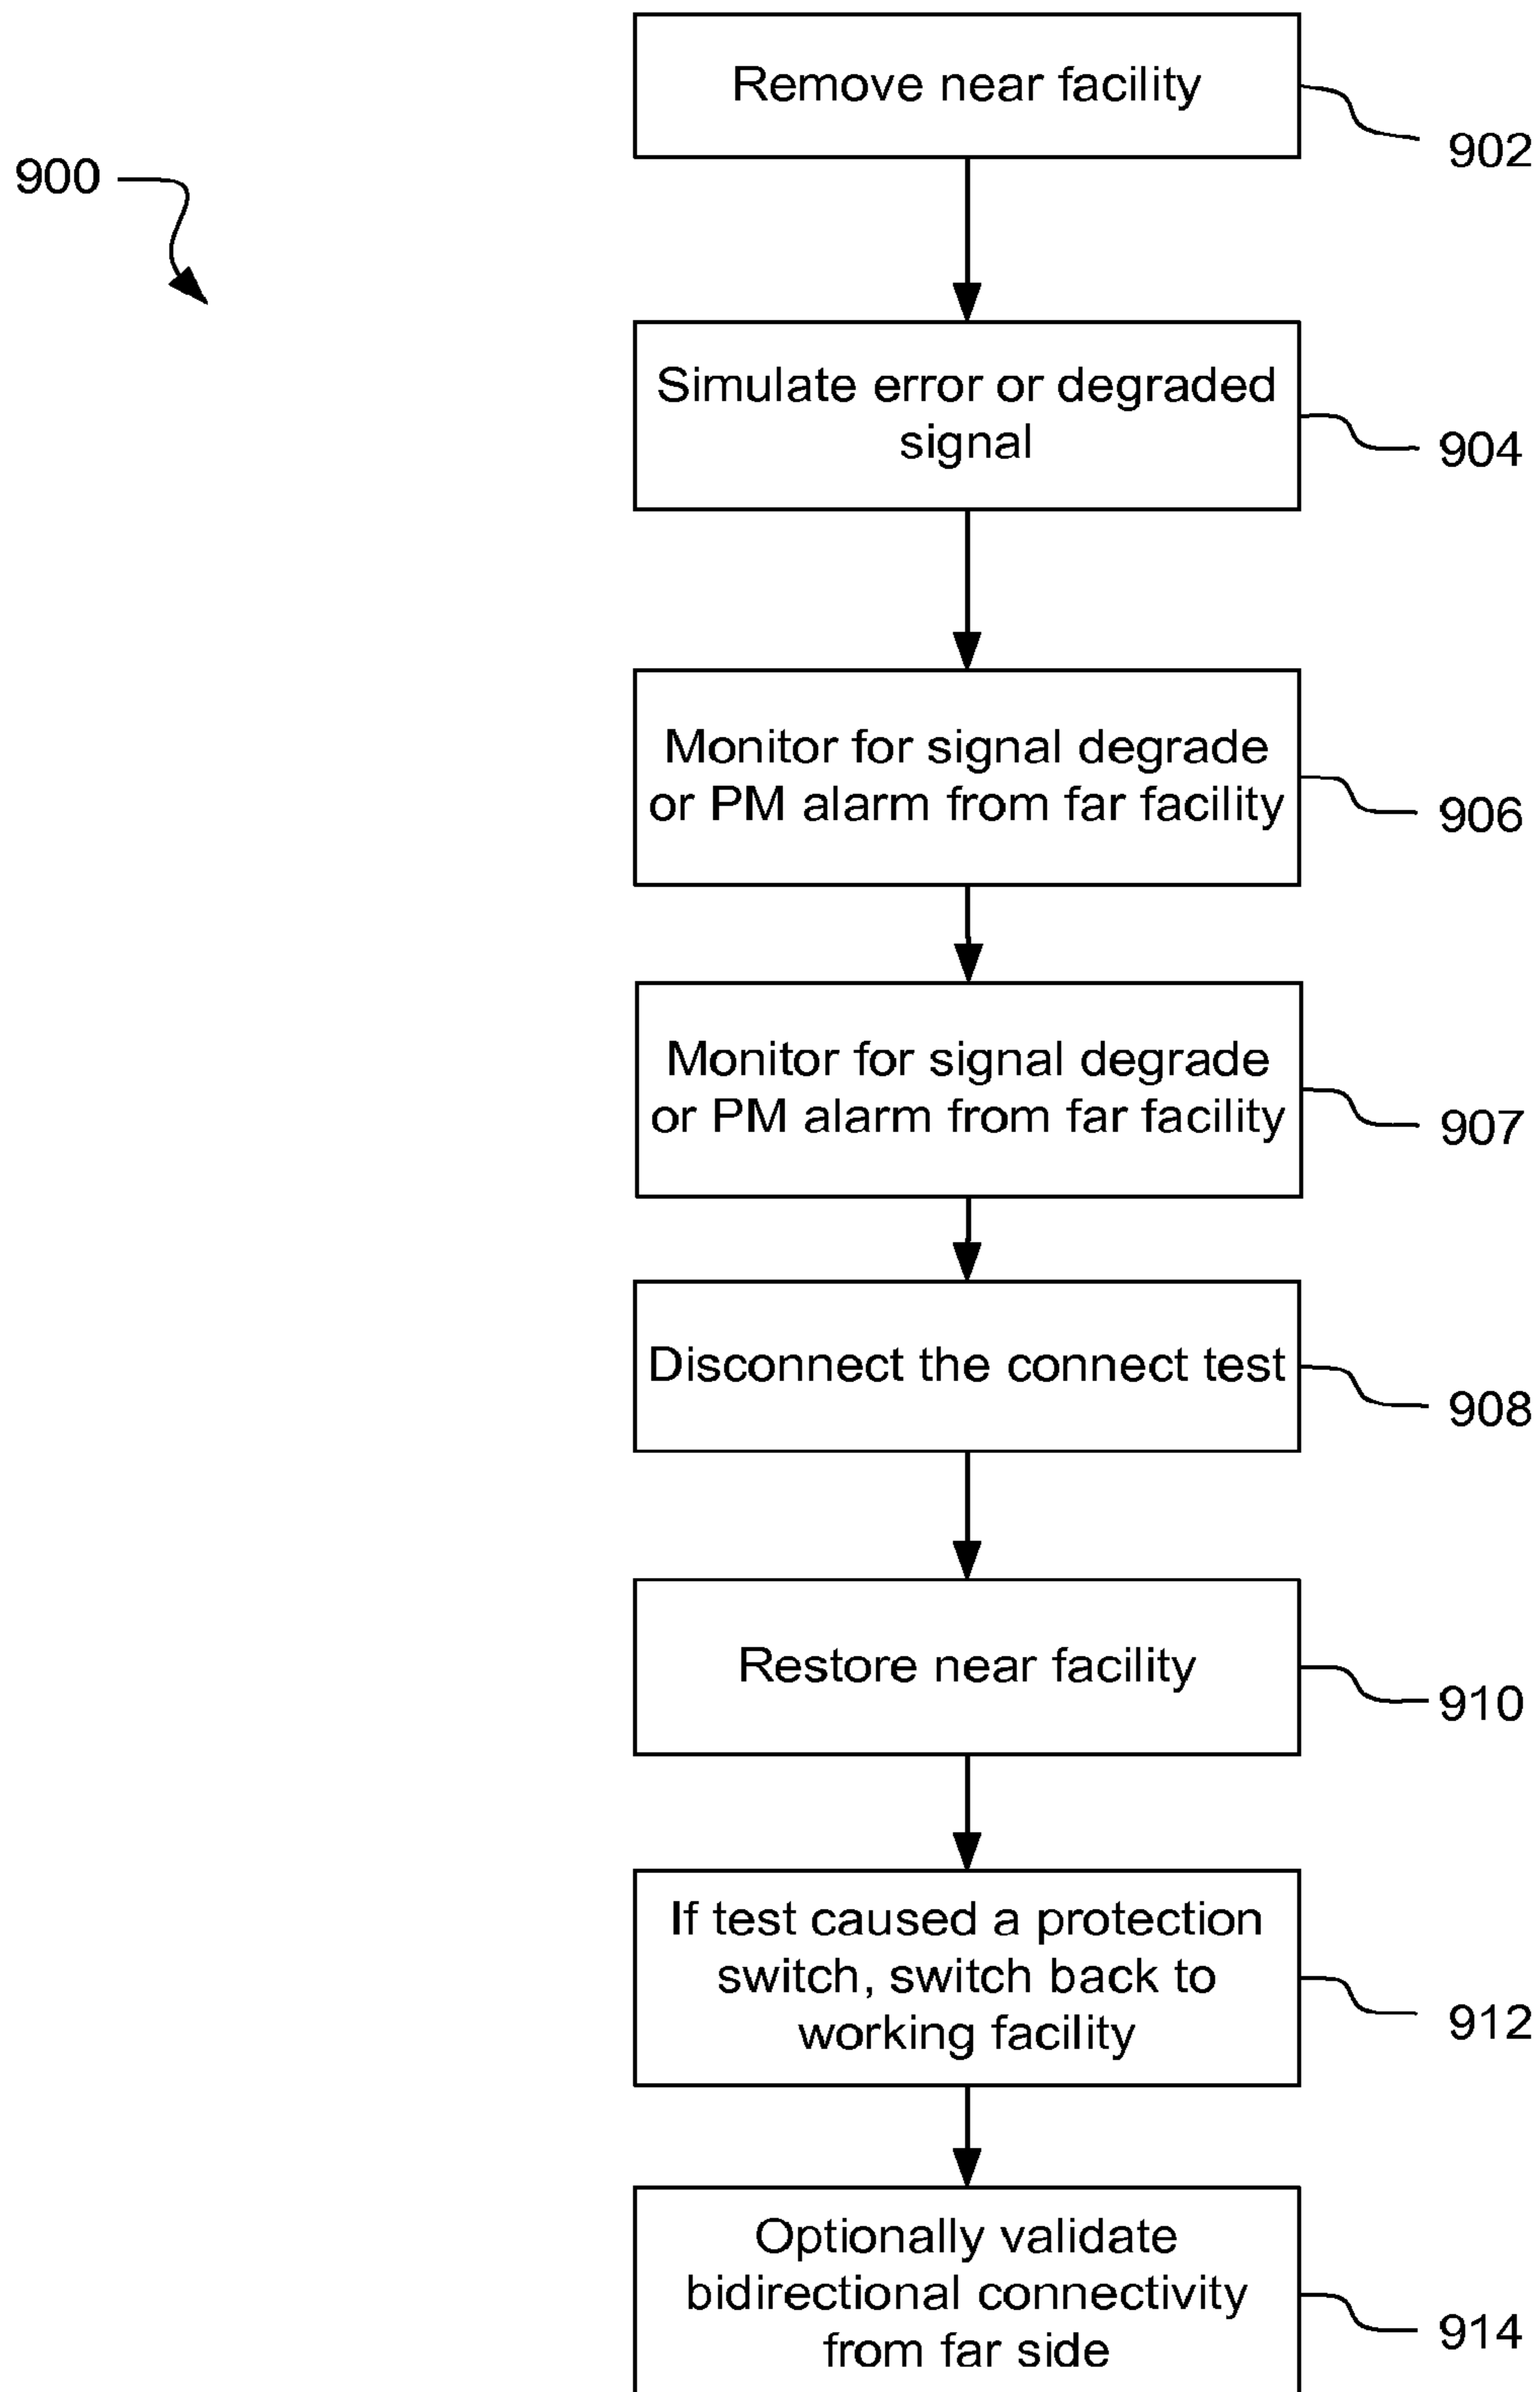 Remove near facility
902
900
Simulate error or degraded
signal
904
Monitor for signal degrade
or PM alarm from far facility
906
Monitor for signal degrade
or PM alarm from far facility
907
Disconnect the connect test
908
Restore near facility
910
If test caused a protection
switch, switch back to
working facility
912
Optionally validate
bidirectional connectivity
from far side
914